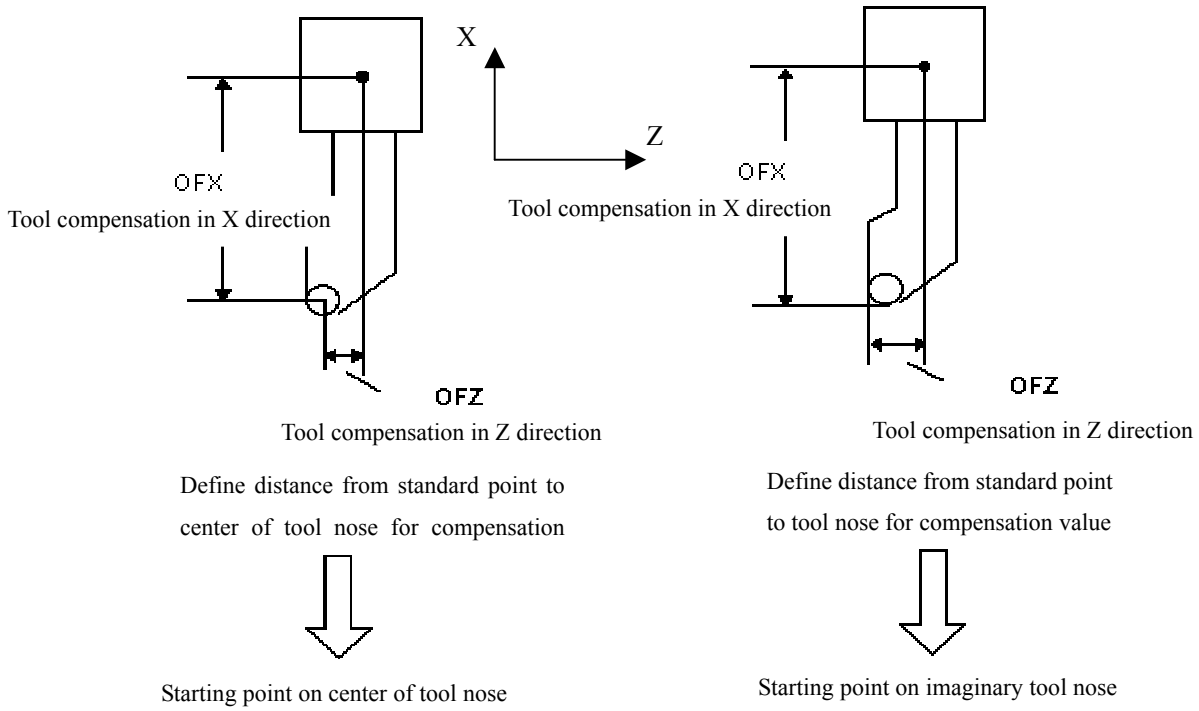 X
Z
OFX
Tool compensation in X direction
OFZ
Tool compensation in Z direction
Define distance from standard point to
center of tool nose for compensation
Starting point on center of tool nose
OFX
Tool compensation in X direction
OFZ
Tool compensation in Z direction
Define distance from standard point
to tool nose for compensation value
Starting point on imaginary tool nose